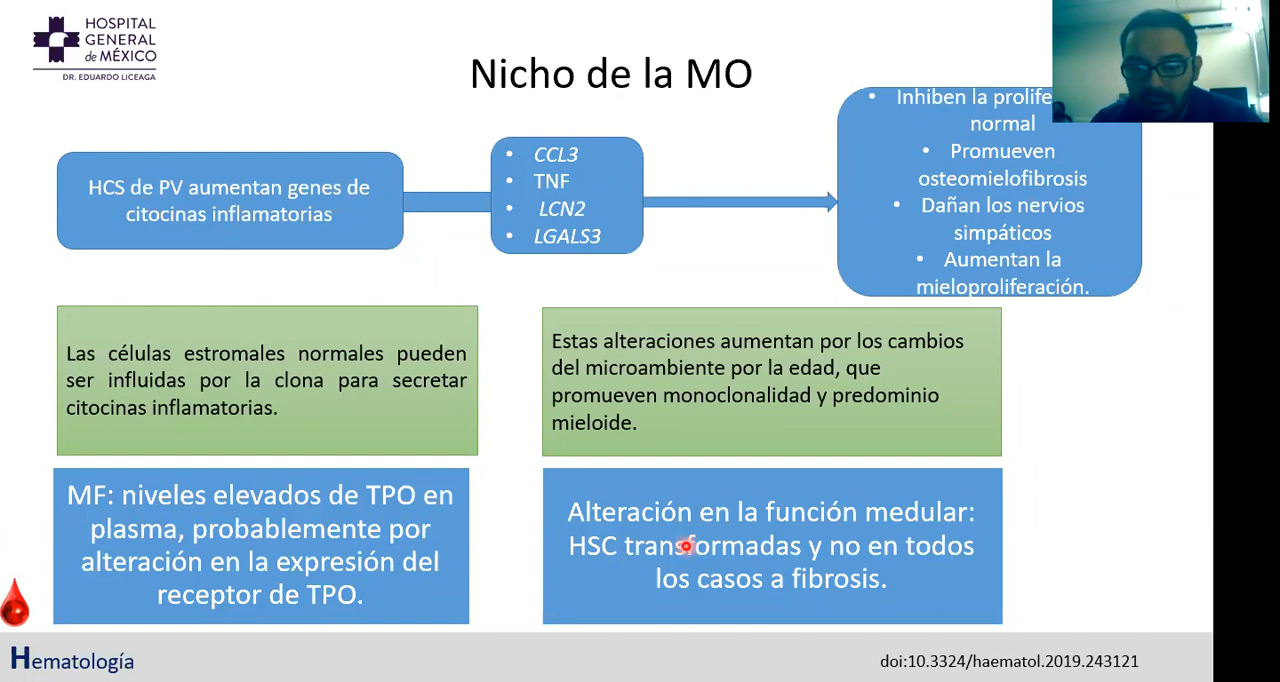 HOSPITAL
GENERAL
de MÉXICO
DR. EDUARDO LICEAGA
Nicho de la MO
HCS de PV aumentan genes de
citocinas inflamatorias
• CCL3
• TNF
• LCN2
• LGALS3
• Inhiben la
normal
• Promueven
osteomielofibrosis
• Dañan los nervios
simpáticos
• Aumentan la
mieloproliferación.
Las células estromales normales pueden
ser influidas por la clona para secretar
citocinas inflamatorias.
Estas alteraciones aumentan por los cambios
del microambiente por la edad, que
promueven monoclonalidad y predominio
mieloide.
MF: niveles elevados de TPO en
plasma, probablemente por
alteración en la expresión del
receptor de TPO.
Alteración en la función medular:
HSC transformadas y no en todos
los casos a fibrosis.
Hematología
doi:10.3324/haematol.2019.243121